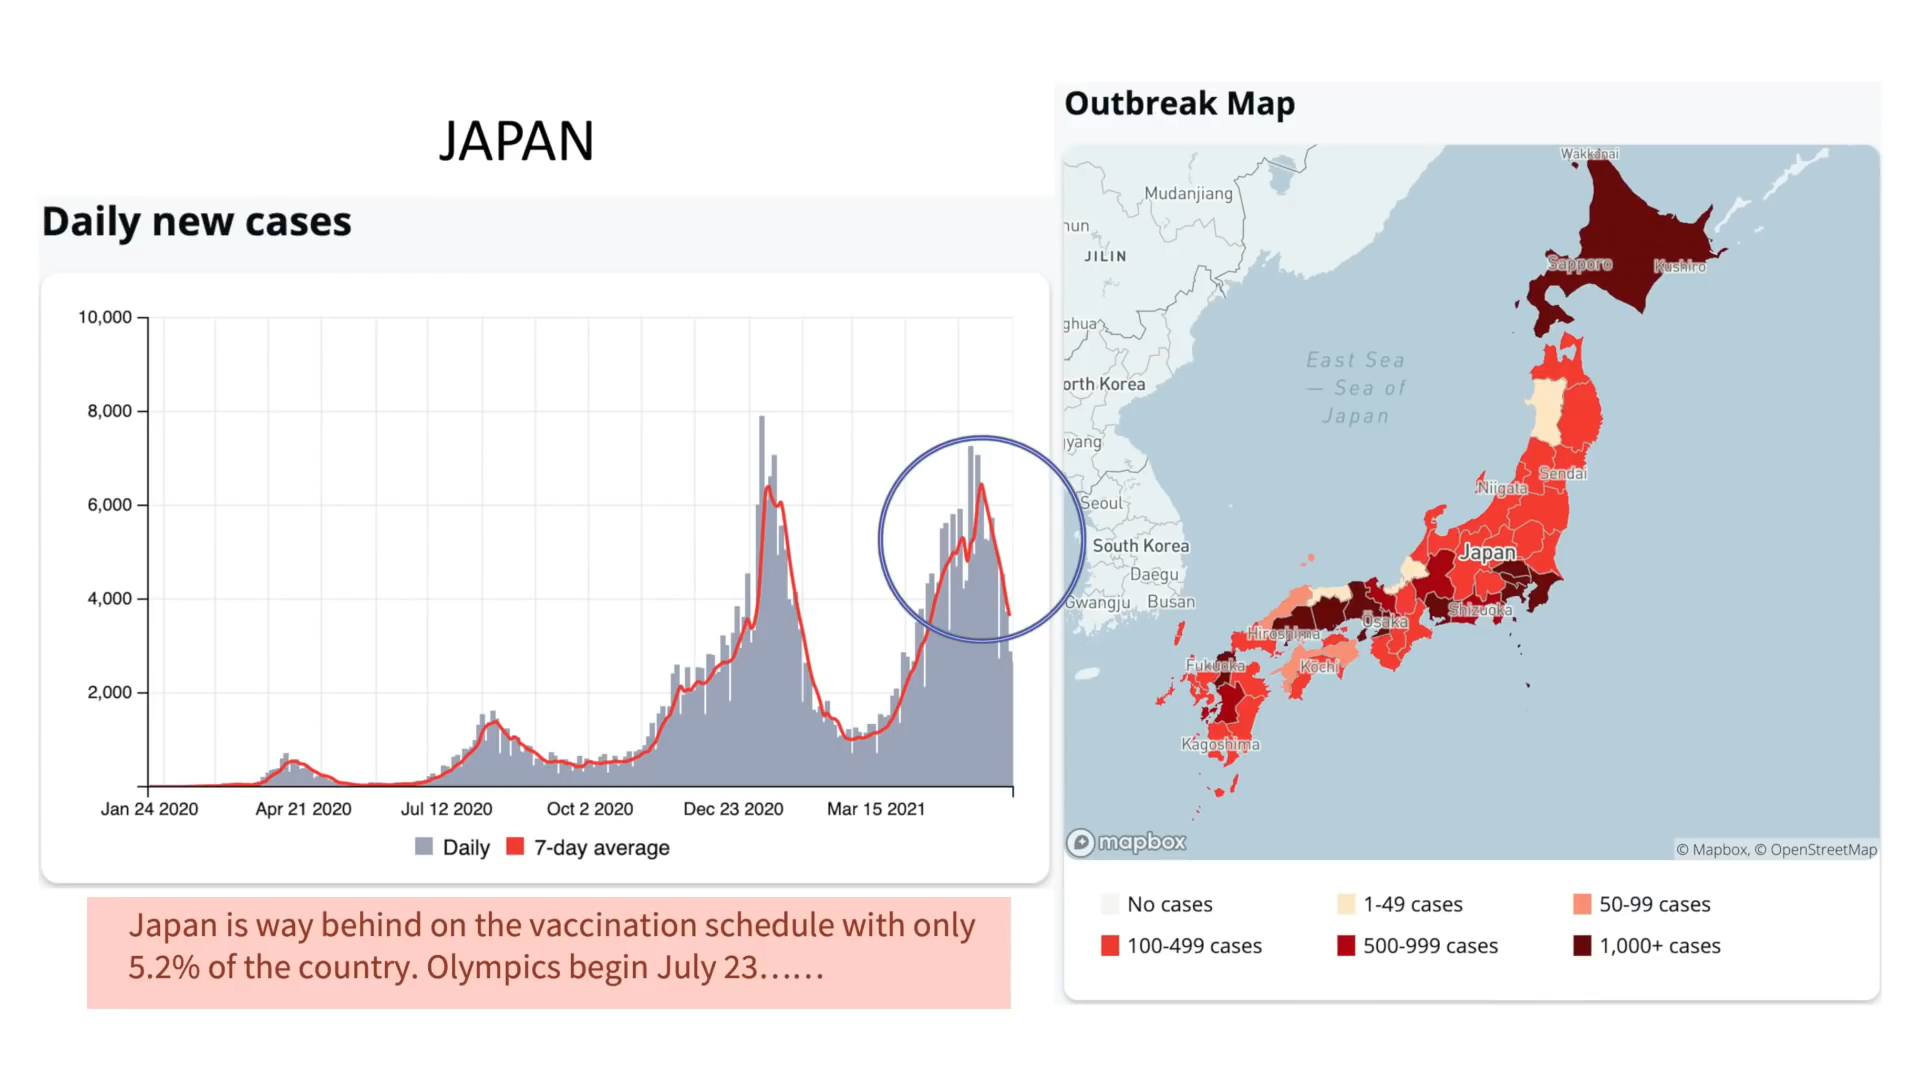 JAPAN
Daily new cases
10,000
8,000
6,000
4,000
2,000
Jan 24 2020
Apr 21 2020
Jul 12 2020
Oct 2 2020
Dec 23 2020
Mar 15 2021
Daily
7-day average
Japan is way behind on the vaccination schedule with only
5.2% of the country. Olympics begin July 23......
Outbreak Map
Wakkanai
Mudanjiang
hun
JILIN
Sapporo
Kushiro
ghua
East Sea
— Sea of
Japan
orth Korea
yang
Sendai
Niigata
Seoul
South Korea
Japan
Daegu
Gwangju
Busan
Shizuoka
Osaka
Hiroshima
Fukuoka
Kochi
Kagoshima
mapbox
© Mapbox, © OpenStreetMap
No cases
1-49 cases
50-99 cases
100-499 cases
500-999 cases
1,000+ cases